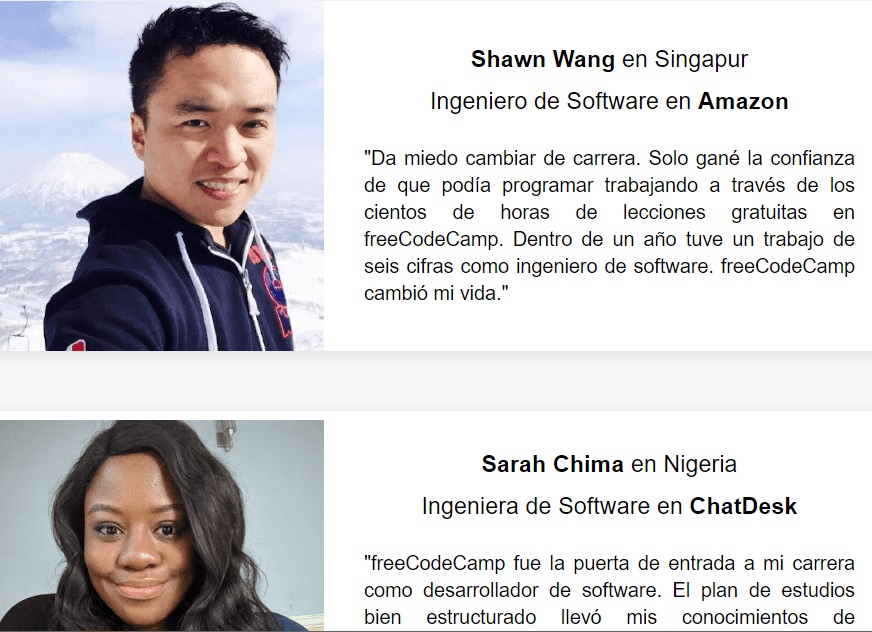 Shawn Wang en Singapur
Ingeniero de Software en Amazon
"Da miedo cambiar de carrera. Solo gané la confianza
de que podía programar trabajando a través de los
cientos de horas de lecciones gratuitas en
freeCodeCamp. Dentro de un año tuve un trabajo de
seis cifras como ingeniero de software. freeCodeCamp
cambió mi vida."
Sarah Chima en Nigeria
Ingeniera de Software en ChatDesk
"freeCodeCamp fue la puerta de entrada a mi carrera
como desarrollador de software. El plan de estudios
bien estructurado llevó mis conocimientos de